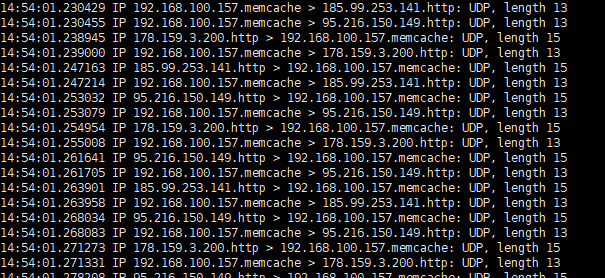 14:54:01.230429 IP 192.168.100.157.memcache > 185.99.253.141.http: UDP, length 13
14:54:01.230455 IP 192.168.100.157.memcache > 95.216.150.149.http: UDP, length 13
14:54:01.238945 IP 178.159.3.200.http > 192.168.100.157.memcache: UDP, length 15
14:54:01.239000 IP 192.168.100.157.memcache > 178.159.3.200.http: UDP, length 13
14:54:01.247163 IP 185.99.253.141.http > 192.168.100.157.memcache: UDP, length 15
14:54:01.247214 IP 192.168.100.157.memcache > 185.99.253.141.http: UDP, length 13
14:54:01.253032 IP 95.216.150.149.http > 192.168.100.157.memcache: UDP, length 15
14:54:01.253079 IP 192.168.100.157.memcache > 95.216.150.149.http: UDP, length 13
14:54:01.254954 IP 178.159.3.200.http > 192.168.100.157.memcache: UDP, length 15
14:54:01.255008 IP 192.168.100.157.memcache > 178.159.3.200.http: UDP, length 13
14:54:01.261641 IP 95.216.150.149.http > 192.168.100.157.memcache: UDP, length 15
14:54:01.261705 IP 192.168.100.157.memcache > 95.216.150.149.http: UDP, length 13
14:54:01.263901 IP 185.99.253.141.http > 192.168.100.157.memcache: UDP, length 15
14:54:01.263958 IP 192.168.100.157.memcache > 185.99.253.141.http: UDP, length 13
14:54:01.268034 IP 95.216.150.149.http > 192.168.100.157.memcache: UDP, length 15
14:54:01.268083 IP 192.168.100.157.memcache > 95.216.150.149.http: UDP, length 13
14:54:01.271273 IP 178.159.3.200.http > 192.168.100.157.memcache: UDP, length 15
14:54:01.271331 IP 192.168.100.157.memcache > 178.159.3.200.http: UDP, length 13
14:54:01.278208 IP 95.216.150.149.http > 192.168.100.157.memcache: UDP, length 15